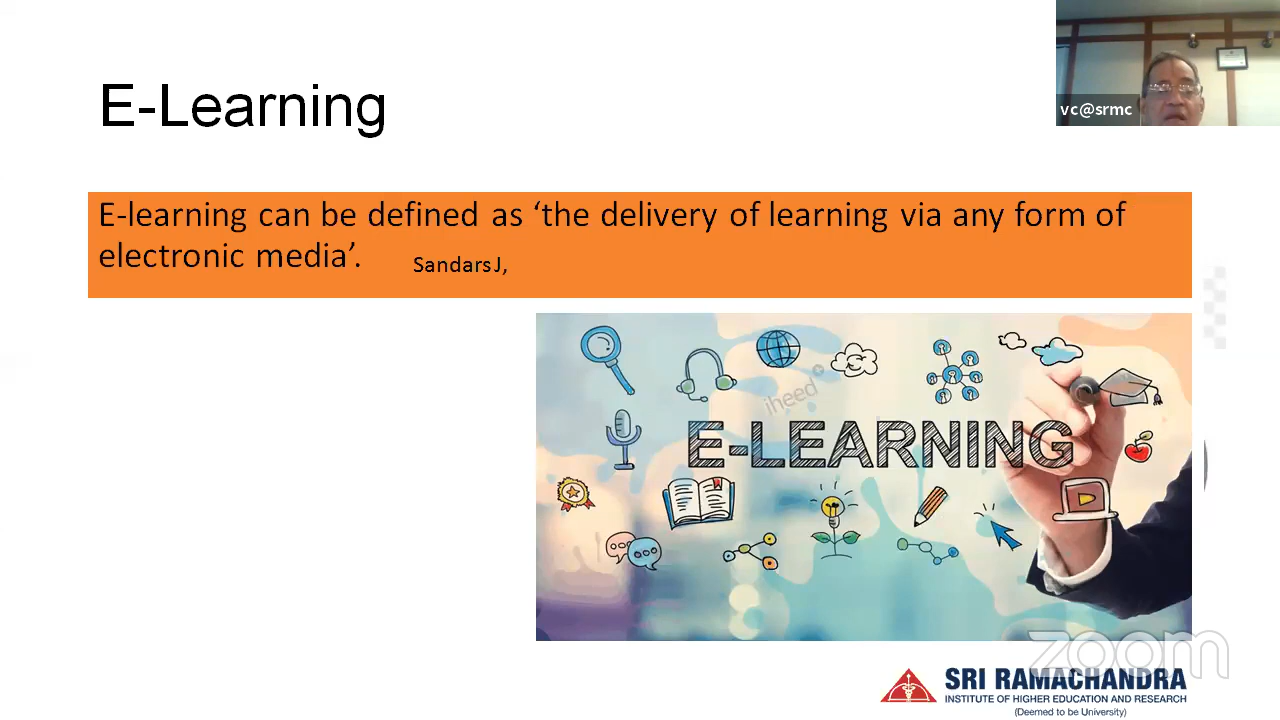 E-Learning
vc@srmc
E-learning can be defined as ‘the delivery of learning via any form of
electronic media’. Sandars J,
iheed
E-LEARNING
zoom
SRI RAMACHANDRA
INSTITUTE OF HIGHER EDUCATION AND RESEARCH
(Deemed to be University)